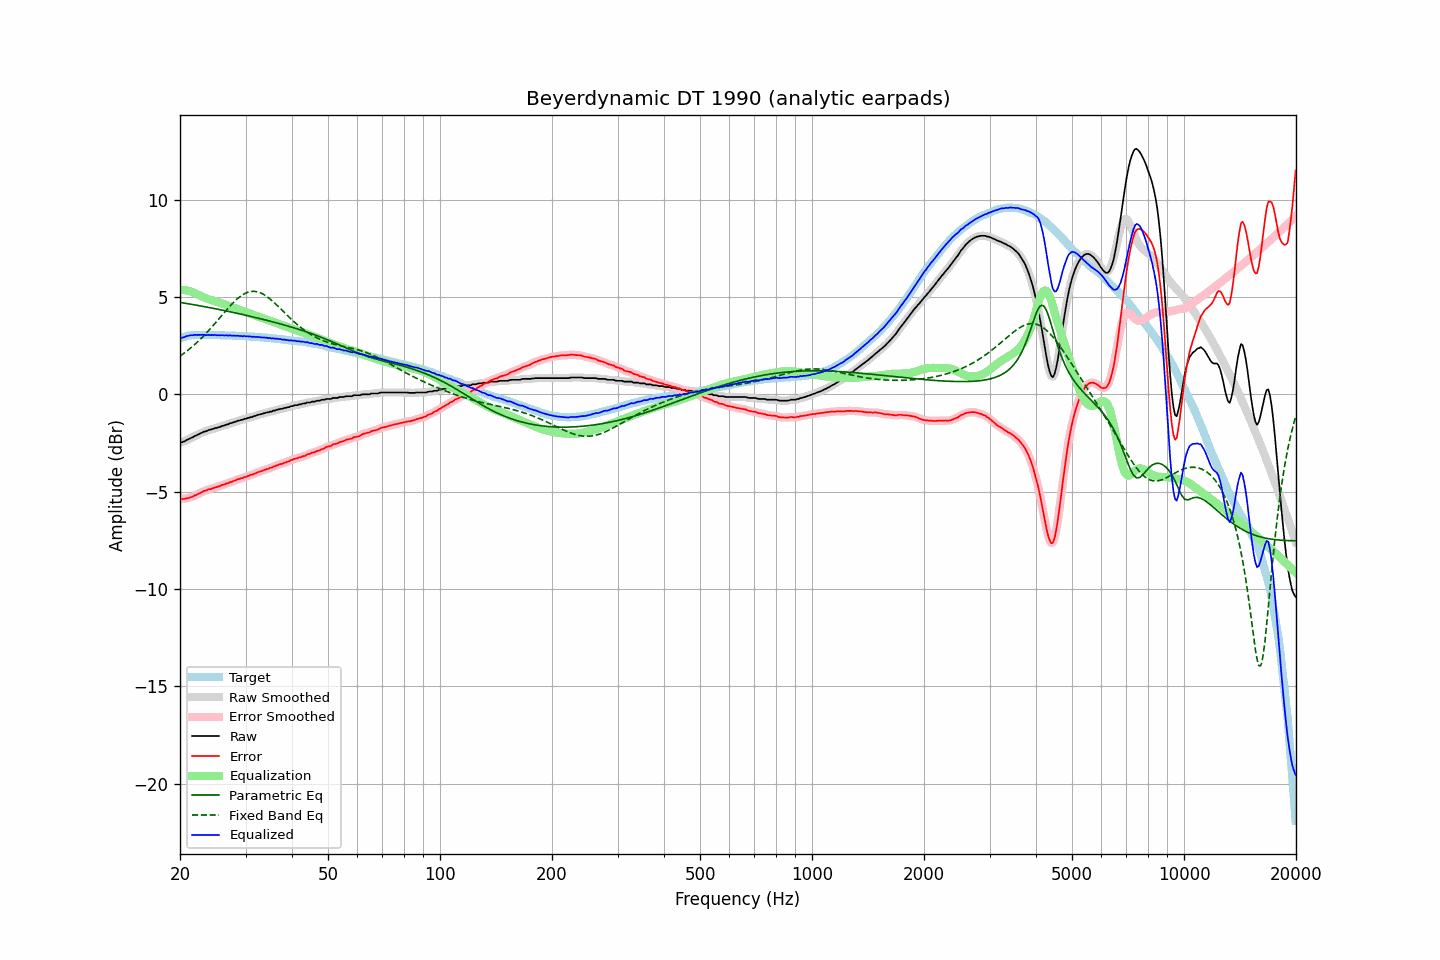 Beyerdynamic DT 1990 (analytic earpads)
Amplitude (dBr)
10
5
0
−5
−10
−15
−20
Target
Raw Smoothed
Error Smoothed
Raw
Error
Equalization
Parametric Eq
Fixed Band Eq
Equalized
20 50 100 200 500 1000 2000 5000 10000 20000
Frequency (Hz)